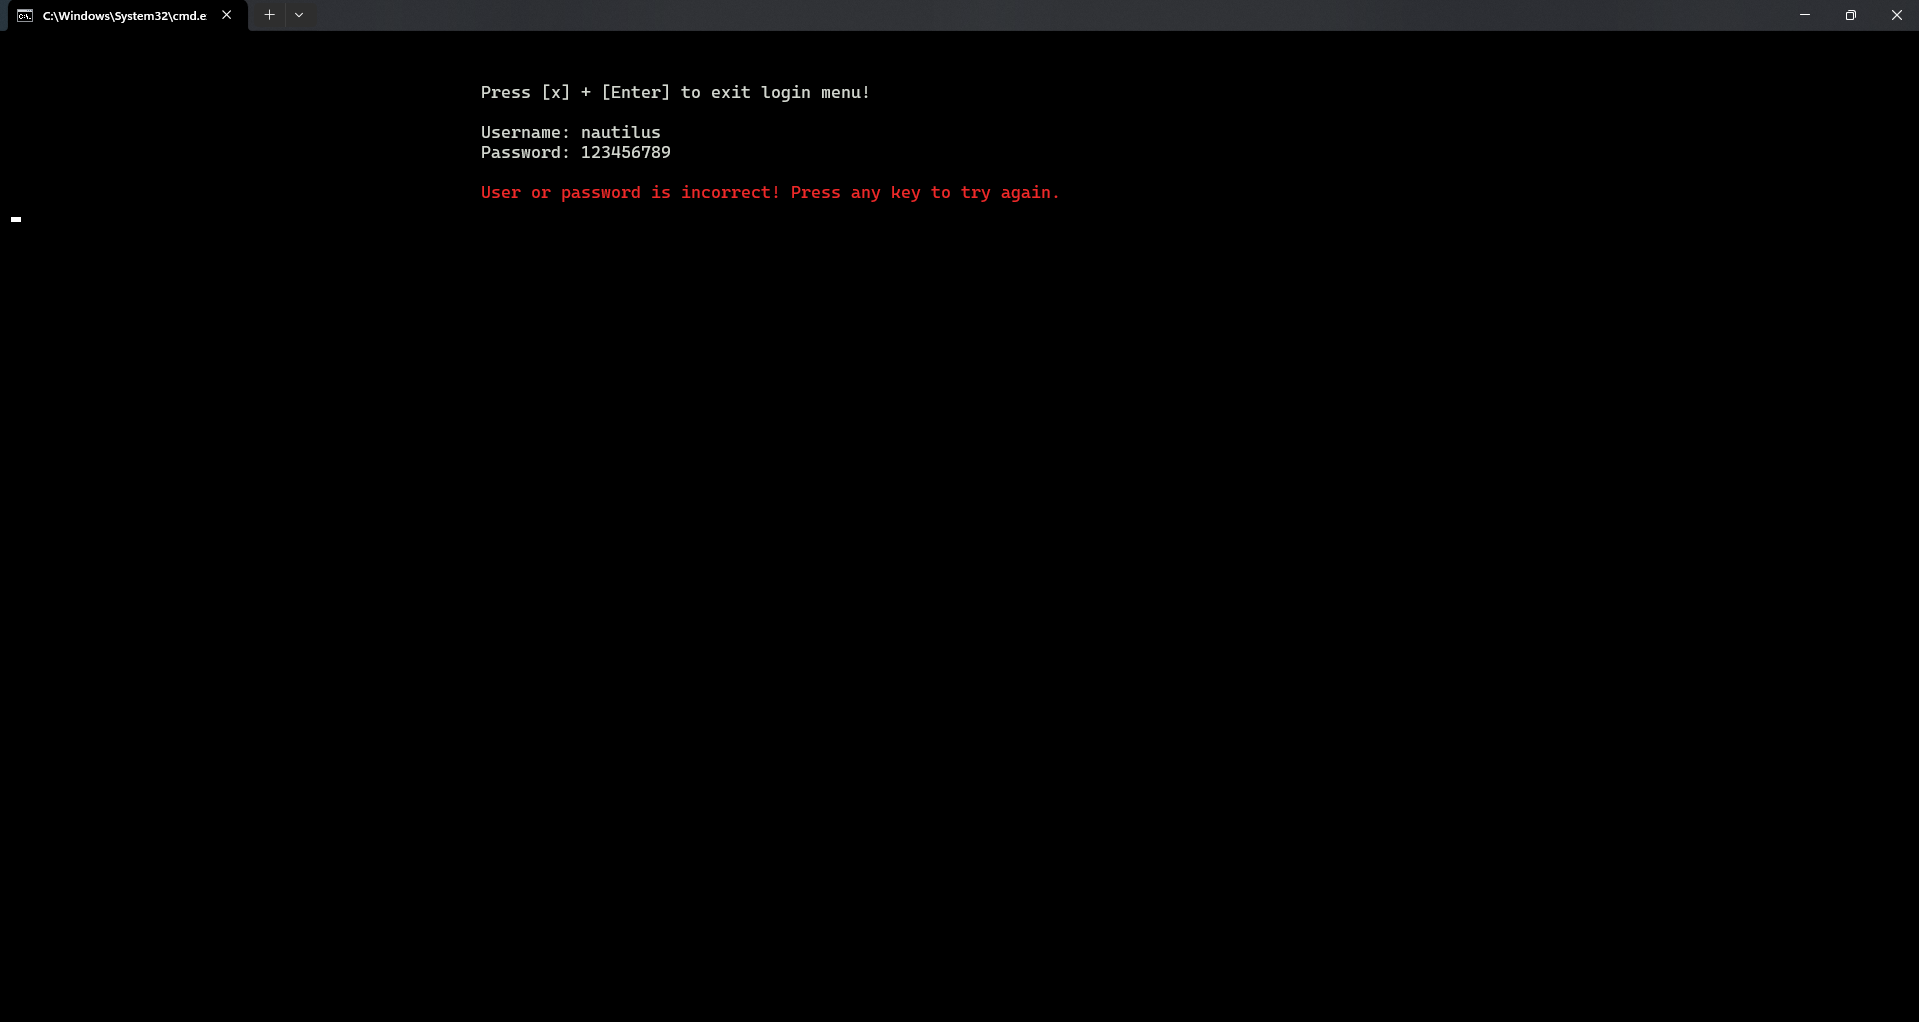 C:\Windows\System32\cmd.e
Press [x] + [Enter] to exit login menu!
Username: nautilus
Password: 123456789
User or password is incorrect! Press any key to try again.